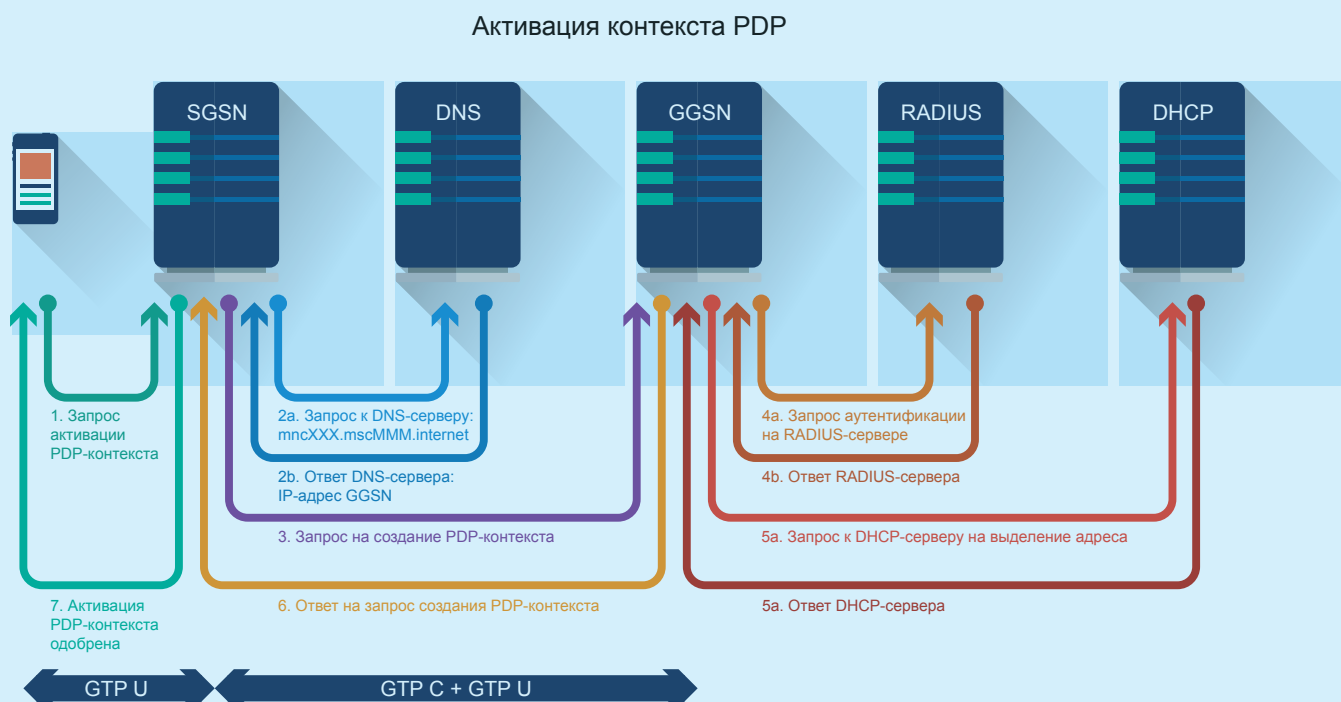 Активация контекста PDP
SGSN
DNS
GGSN
RADIUS
DHCP
1. Запрос
активации
PDP-контекста
2a. Запрос к DNS-серверу:
mncXXX.mscMMM.internet
4a. Запрос аутентификации
на RADIUS-сервере
2b. Ответ DNS-сервера:
IP-адрес GGSN
4b. Ответ RADIUS-сервера
3. Запрос на создание PDP-контекста
5a. Запрос к DHCP-серверу на выделение адреса
7. Активация
PDP-контекста
одобрена
6. Ответ на запрос создания PDP-контекста
5a. Ответ DHCP-сервера
GTP U
GTP C + GTP U